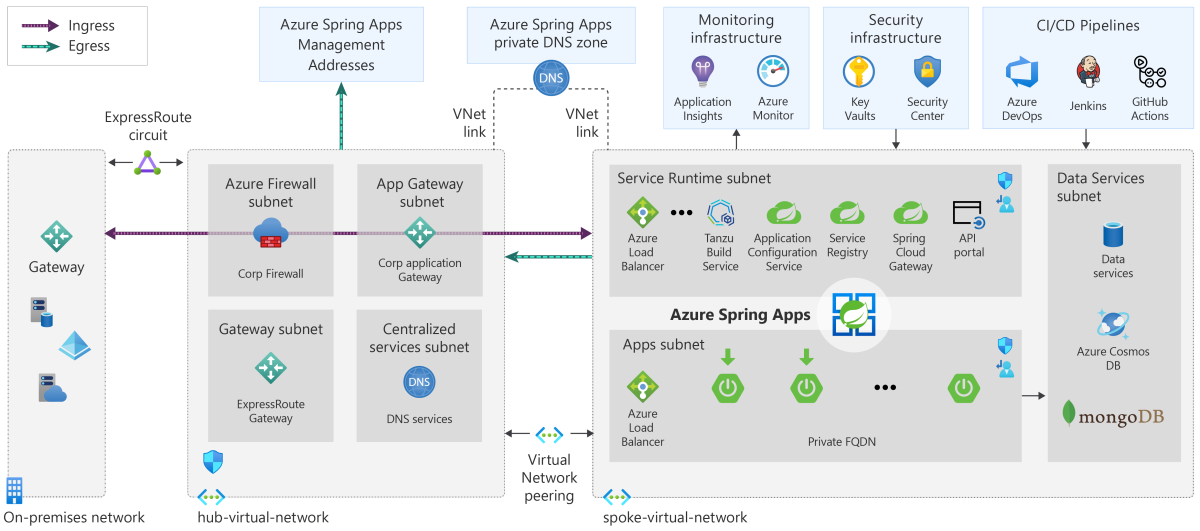 Ingress
Egress
Azure Spring Apps
Management
Addresses
Azure Spring Apps
private DNS zone
DNS
Monitoring
infrastructure
Application
Insights
Azure
Monitor
Security
infrastructure
Key
Vaults
Security
Center
CI/CD Pipelines
Azure
DevOps
Jenkins
GitHub
Actions
ExpressRoute
circuit
VNet
link
VNet
link
Gateway
On-premises network
Azure Firewall
subnet
Corp Firewall
App Gateway
subnet
Corp application
Gateway
Gateway subnet
ExpressRoute
Gateway
Centralized
services subnet
DNS
DNS services
hub-virtual-network
Virtual
Network
peering
Service Runtime subnet
Azure
Load
Balancer
Tanzu
Build
Service
Application
Configuration
Service
Service
Registry
Spring
Cloud
Gateway
API
portal
Azure Spring Apps
Apps subnet
Azure
Load
Balancer
Private FQDN
Data Services
subnet
Data
services
Azure Cosmos
DB
mongoDB
spoke-virtual-network